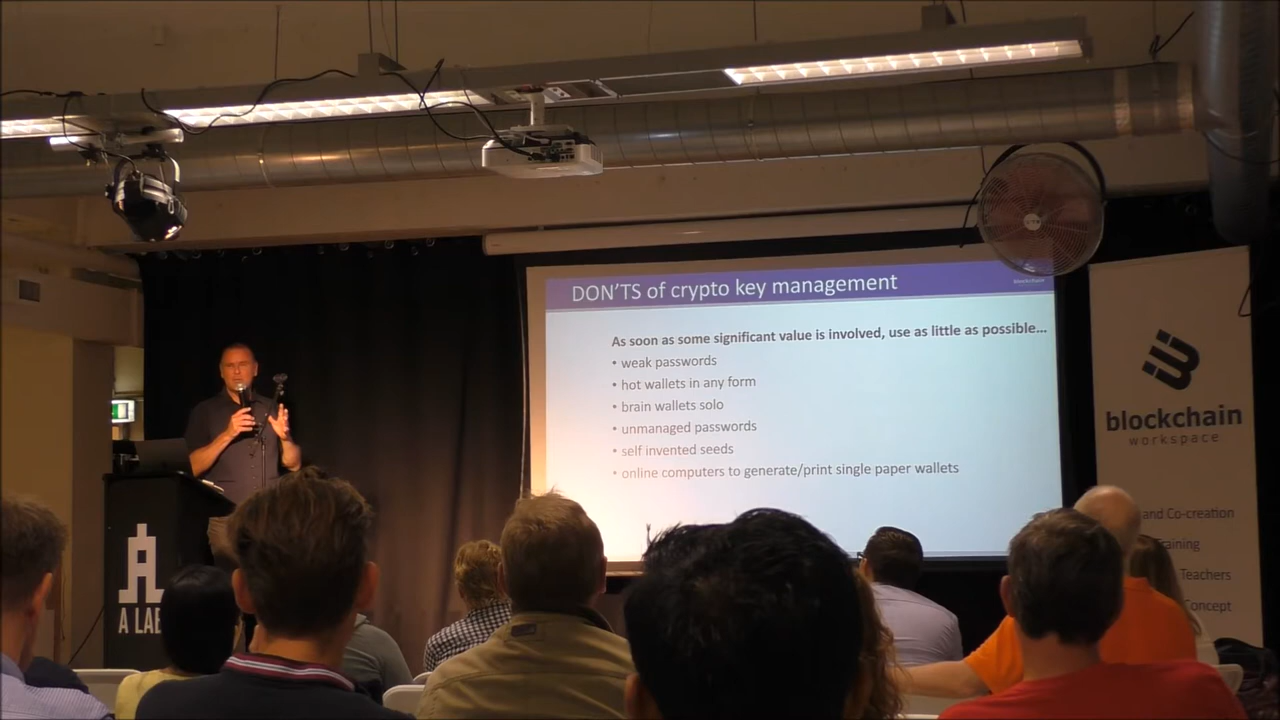 DON'TS of crypto key management
blockchain
As soon as some significant value is involved, use as little as possible...
• weak passwords
• hot wallets in any form
• brain wallets solo
• unmanaged passwords
• self invented seeds
• online computers to generate/print single paper wallets
blockchain
workspace
and Co-creation
Training
Teachers
Concept
A LAB